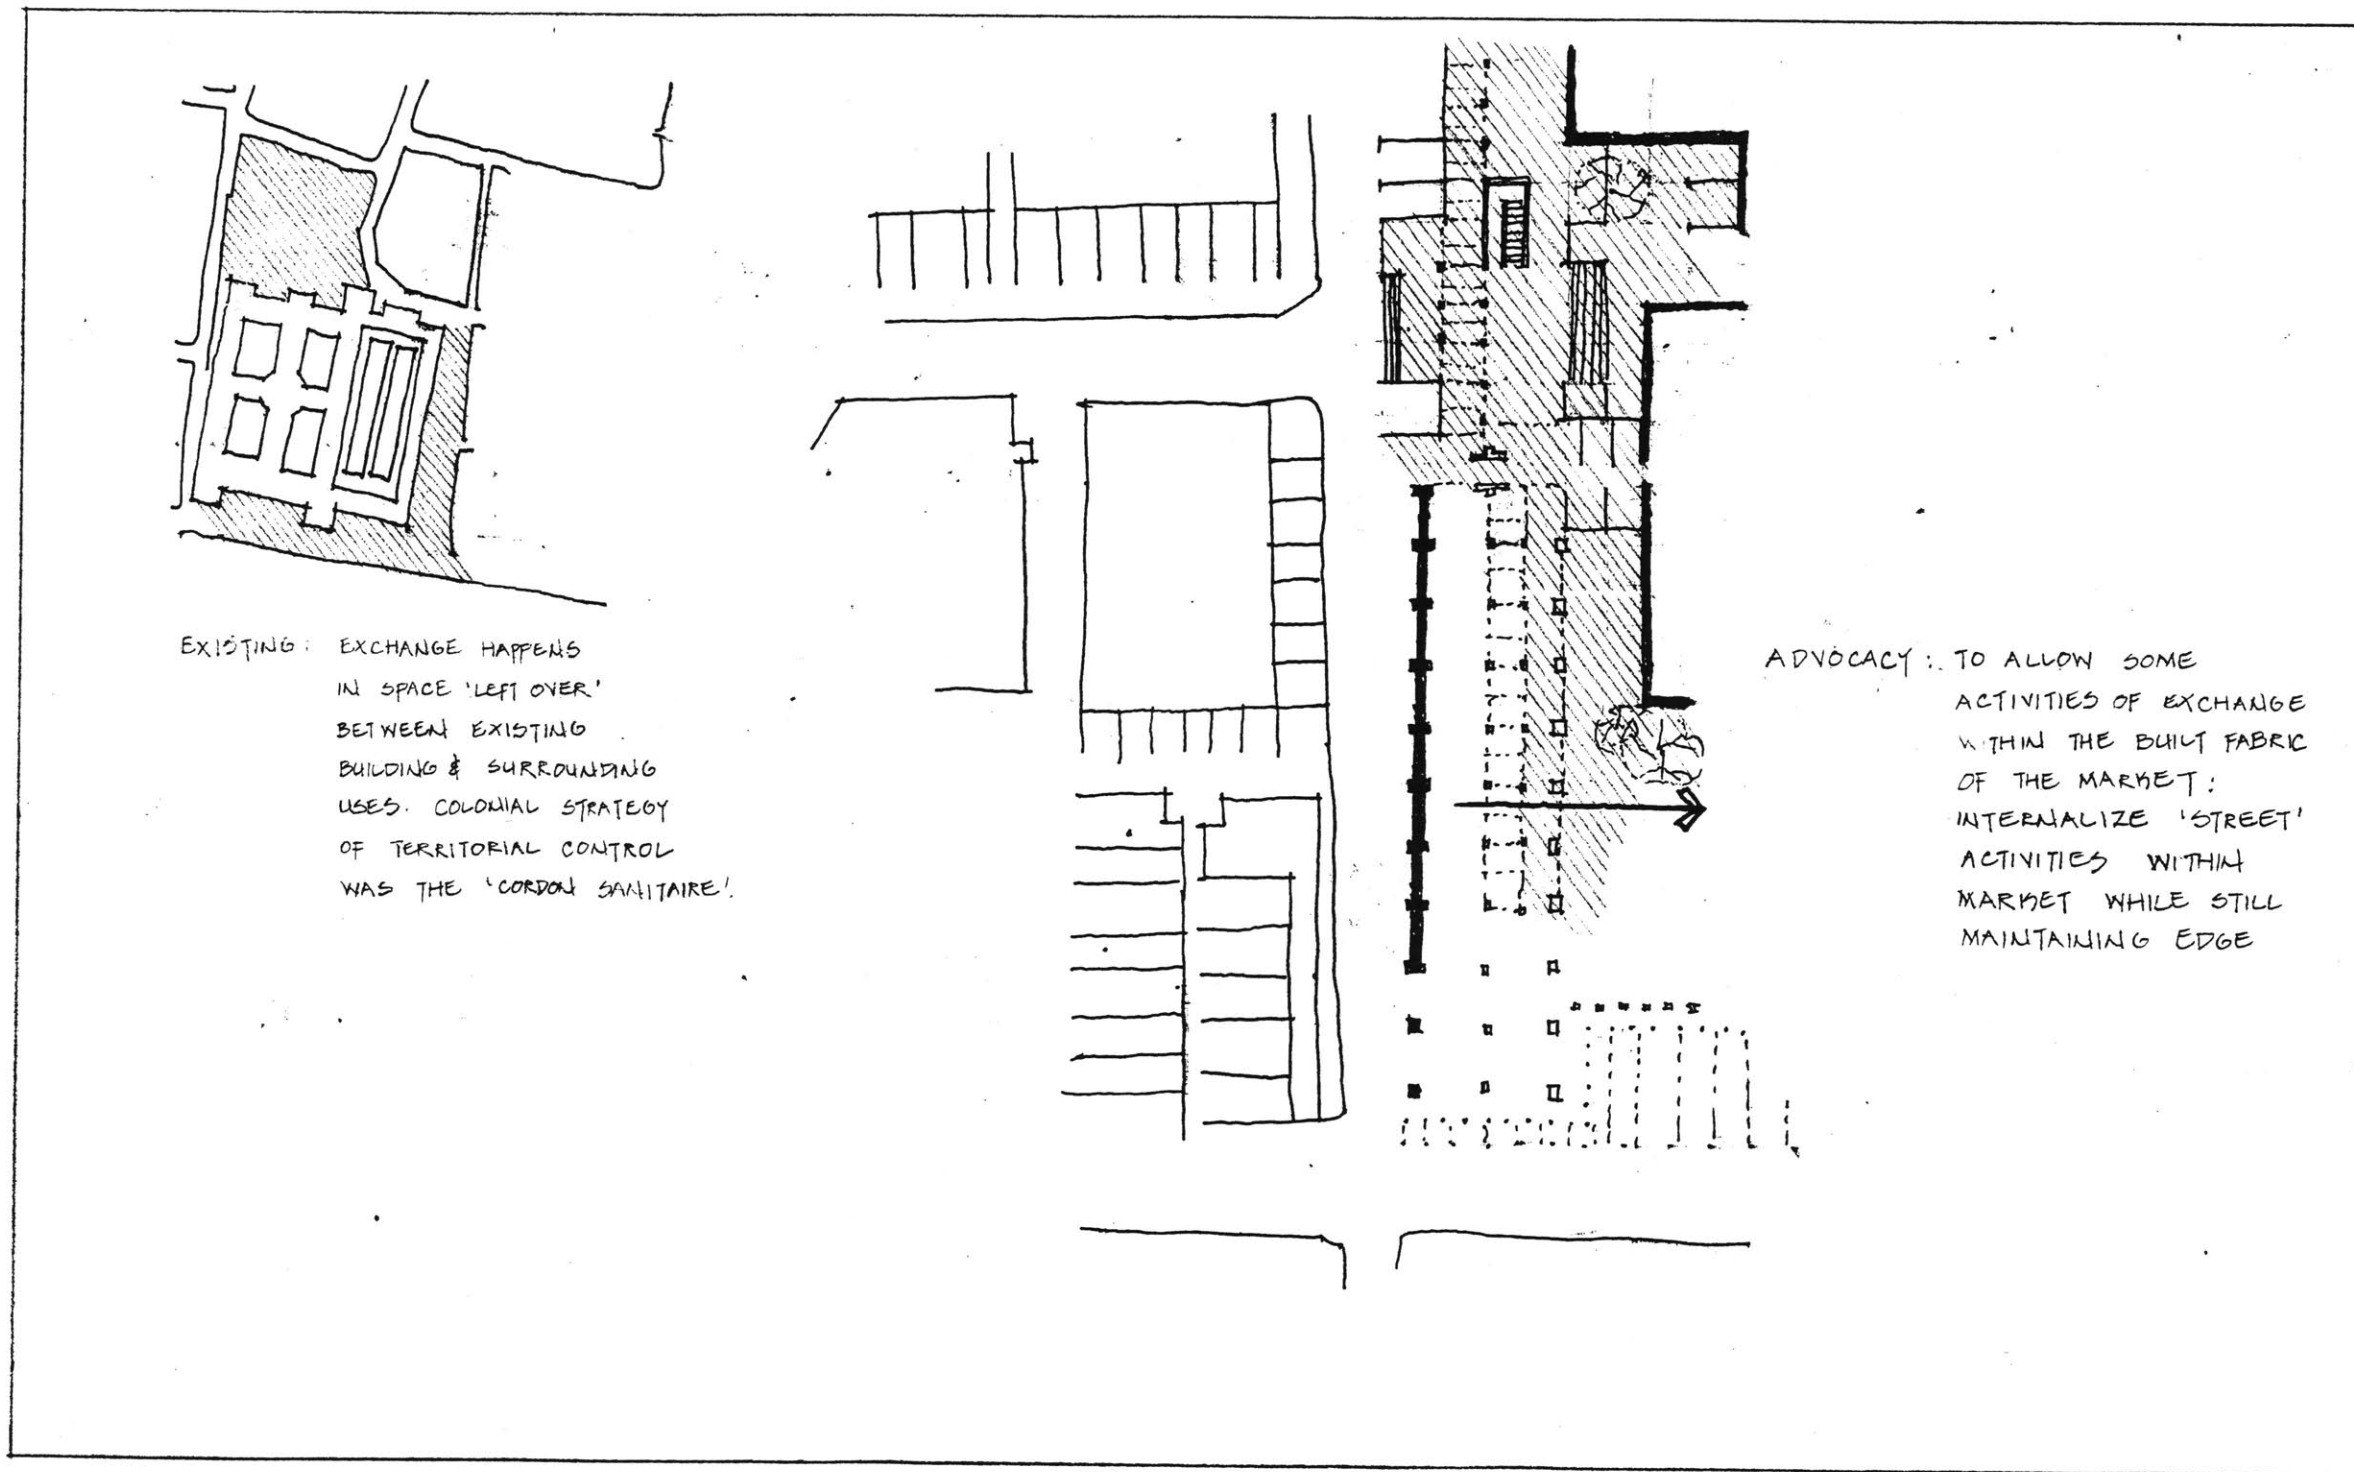 EXISTING: EXCHANGE HAPPENS
IN SPACE 'LEFT OVER'
BETWEEN EXISTING
BUILDING & SURROUNDING
USES. COLONIAL STRATEGY
OF TERRITORIAL CONTROL
WAS THE 'CORDON SANITAIRE'.
ADVOCACY: TO ALLOW SOME
ACTIVITIES OF EXCHANGE
WITHIN THE BUILT FABRIC
OF THE MARKET:
INTERNALIZE 'STREET'
ACTIVITIES WITHIN
MARKET WHILE STILL
MAINTAINING EDGE